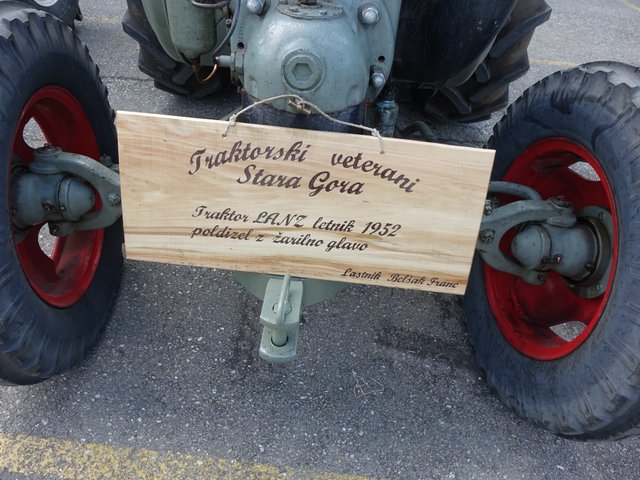 Traktorski veterani
Stara Gora
Traktor LANZ letnik 1952
poldizel z žarilno glavo
Lastnik Belšak Franc